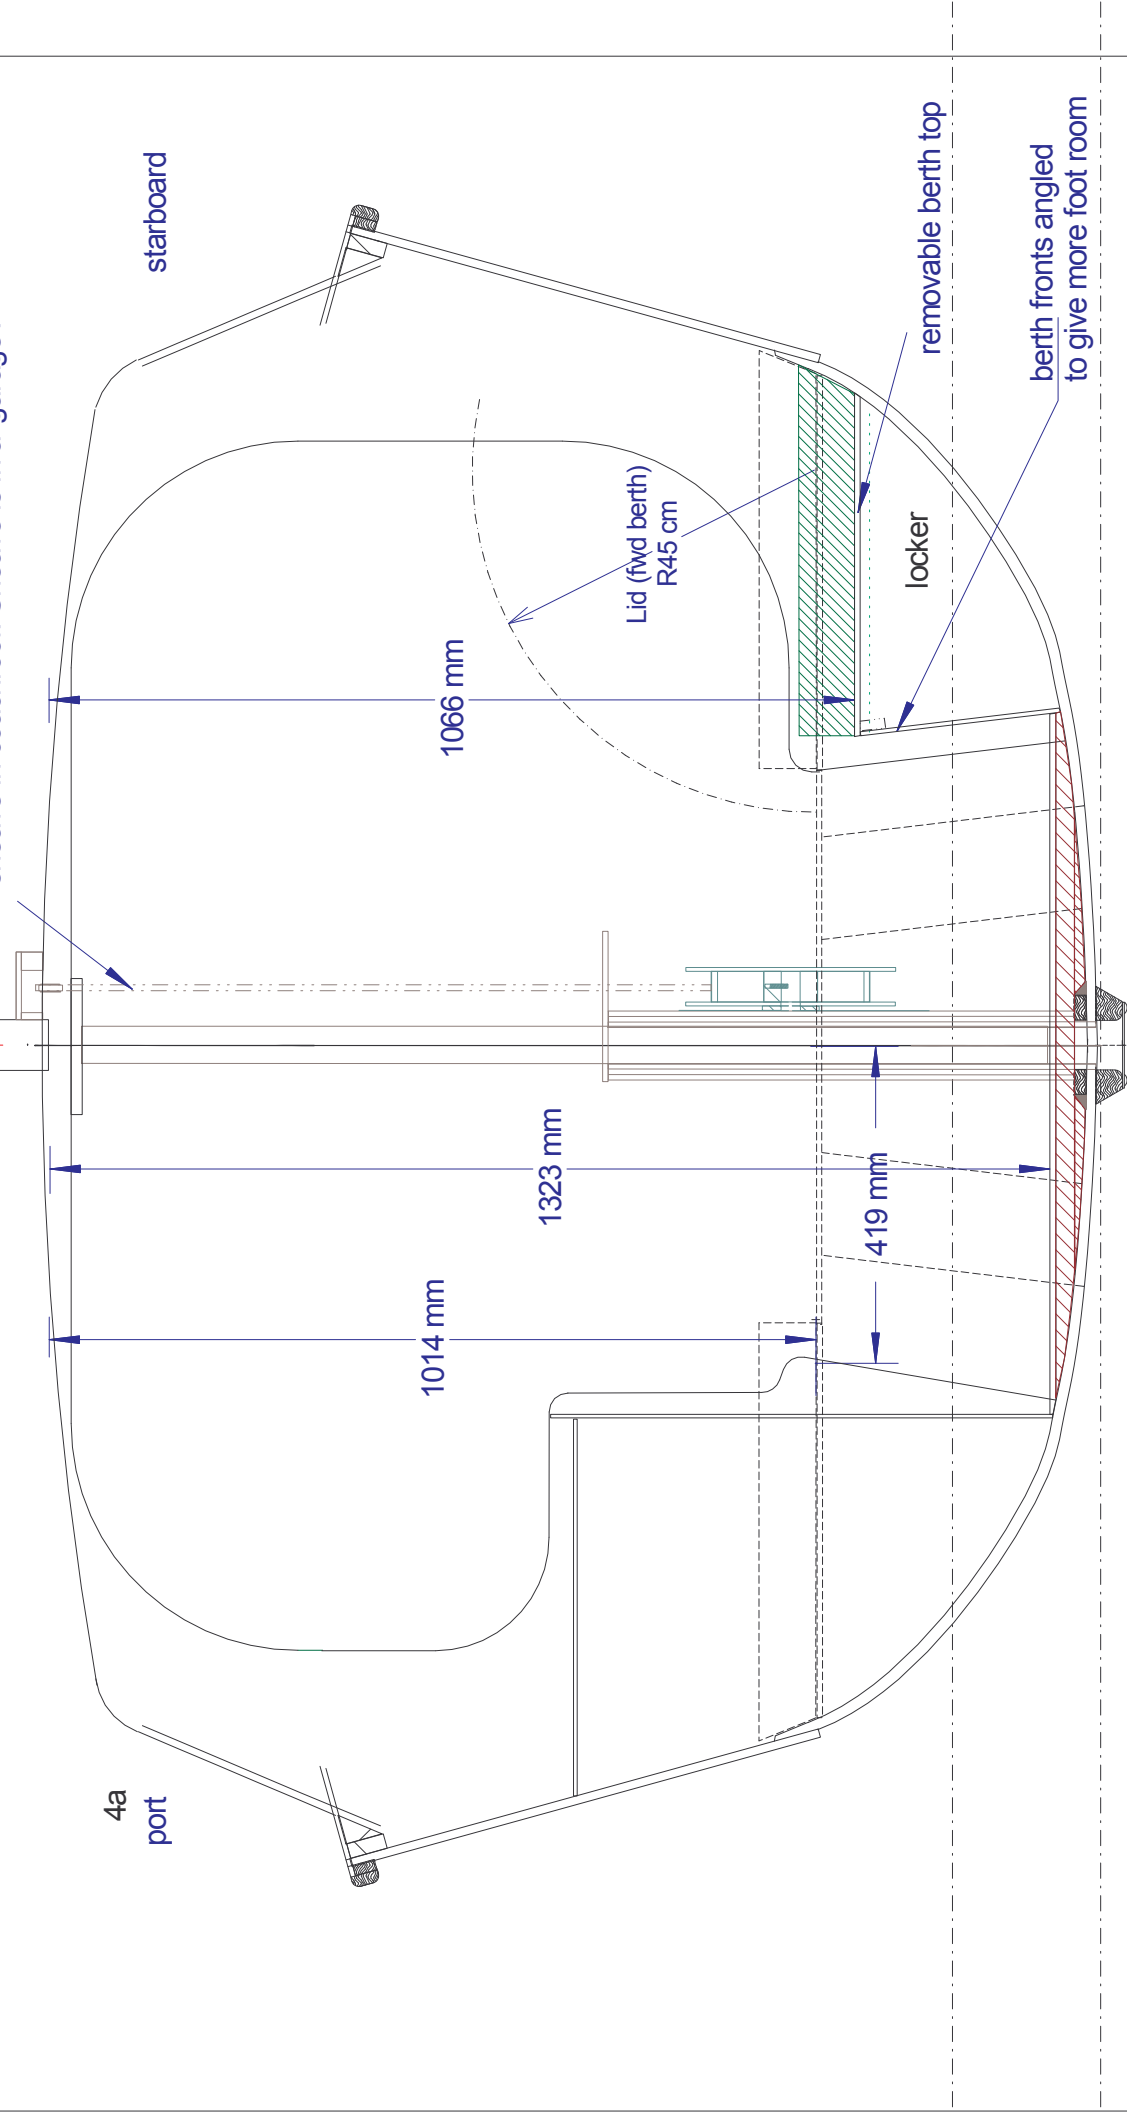 starboard
removable berth top
berth fronts angled
to give more foot room
Lid (fwd berth)
R45 cm
locker
1066 mm
1323 mm
419 mm
1014 mm
4a
port